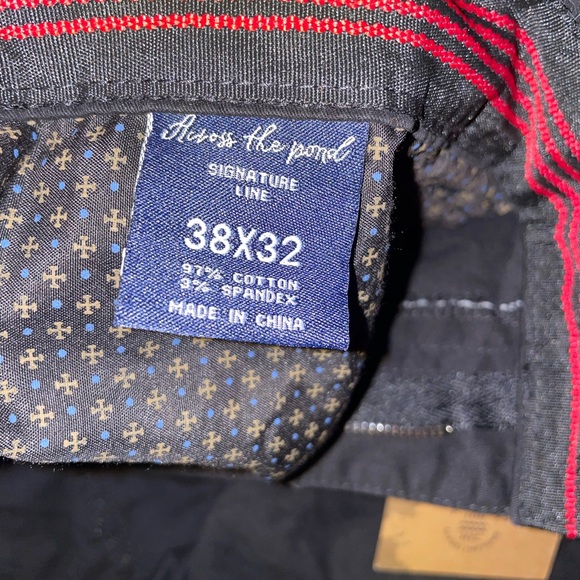 Across the pond
SIGNATURE
LINE
38X32
97% COTTON
3% SPANDEX
MADE IN CHINA